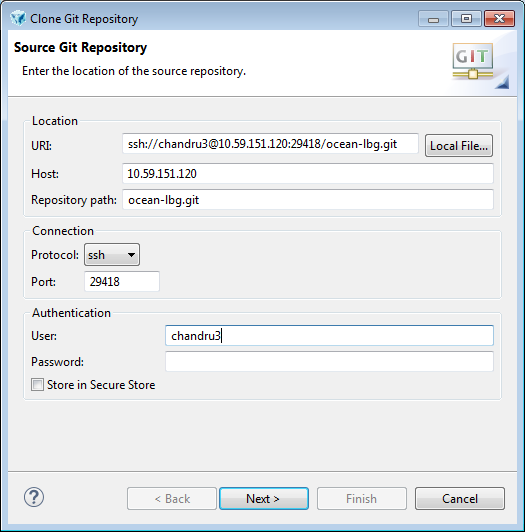 Clone Git Repository
Source Git Repository
Enter the location of the source repository.
GIT
Location
URI: ssh://chandru3@10.59.151.120:29418/ocean-lbg.git Local File...
Host: 10.59.151.120
Repository path: ocean-lbg.git
Connection
Protocol: ssh
Port: 29418
Authentication
User: chandru3
Password:
Store in Secure Store
? < Back Next > Finish Cancel